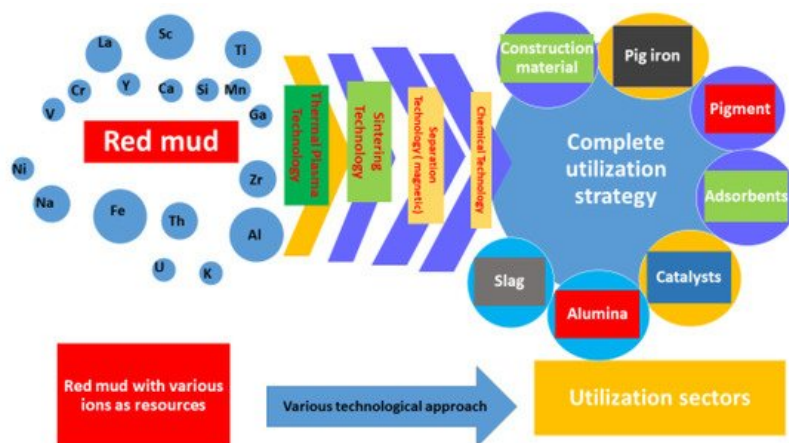 La
Sc
Ti
Cr
Y
Ca
Si
Mn
V
Ga
Red mud
Ni
Na
Fe
Th
Zr
Al
U
K
Thermal Plasma
Technology
Sintering
Technology
Separation
Technology ( magnetic)
Chemical Technology
Construction
material
Pig iron
Pigment
Adsorbents
Catalysts
Alumina
Slag
Complete
utilization
strategy
Red mud with various
ions as resources
Various technological approach
Utilization sectors